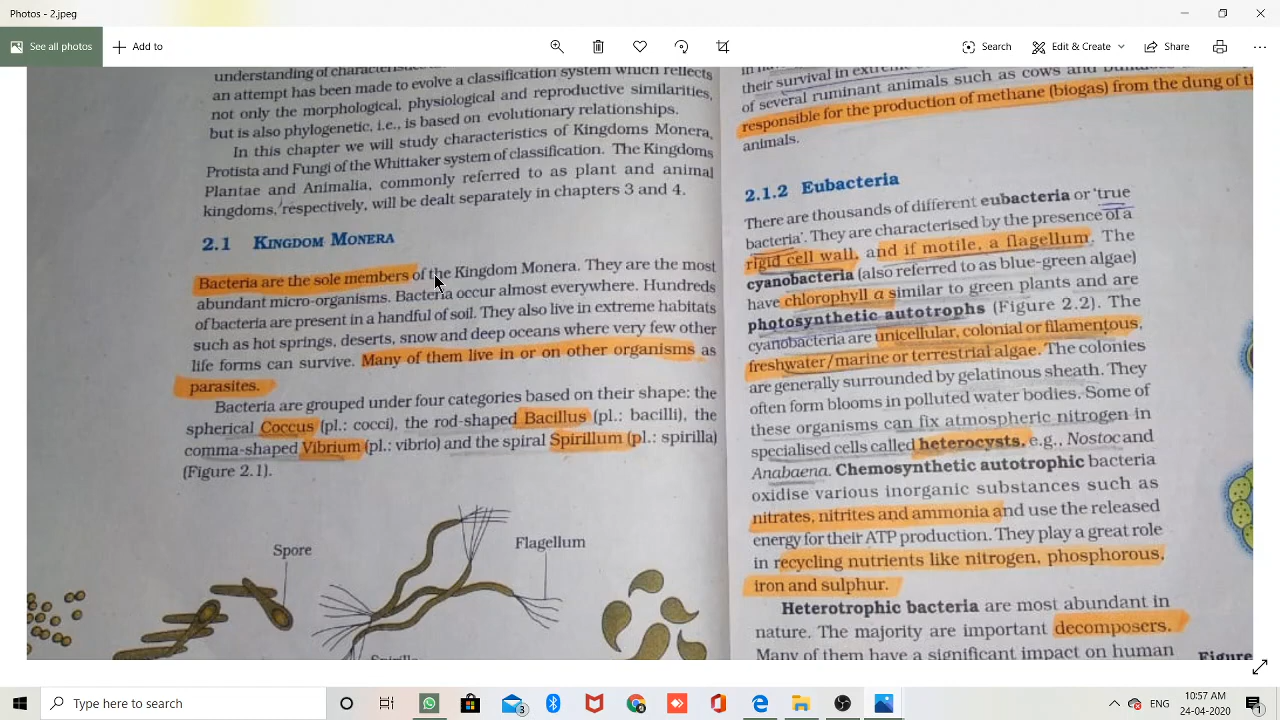 Photos - 2.jpeg
See all photos
Add to
Search
Edit & Create
Share
understanding of
an attempt has been made to evolve a classification system which reflects
not only the morphological, physiological and reproductive similarities,
but is also phylogenetic, i.e., is based on evolutionary relationships.
In this chapter we will study characteristics of Kingdoms Monera,
Protista and Fungi of the Whittaker system of classification. The Kingdoms
Plantae and Animalia, commonly referred to as plant and animal
kingdoms, respectively, will be dealt separately in chapters 3 and 4.
2.1 KINGDOM MONERA
Bacteria are the sole members of the Kingdom Monera. They are the most
abundant micro-organisms. Bacteria occur almost everywhere. Hundreds
of bacteria are present in a handful of soil. They also live in extreme habitats
such as hot springs, deserts, snow and deep oceans where very few other
life forms can survive. Many of them live in or on other organisms as
parasites.
Bacteria are grouped under four categories based on their shape: the
spherical Coccus (pl.: cocci), the rod-shaped Bacillus (pl.: bacilli), the
comma-shaped Vibrium (pl.: vibrio) and the spiral Spirillum (pl.: spirilla)
(Figure 2.1).
Spore
Flagellum
their survival in
of several ruminant animals such as cows and
responsible for the production of methane (biogas) from the dung of
animals.
2.1.2 Eubacteria
There are thousands of different eubacteria or 'true
bacteria'. They are characterised by the presence of a
rigid cell wall, and if motile, a flagellum. The
cyanobacteria (also referred to as blue-green algae)
have chlorophyll a similar to green plants and are
photosynthetic autotrophs (Figure 2.2). The
cyanobacteria are unicellular, colonial or filamentous,
freshwater/marine or terrestrial algae. The colonies
are generally surrounded by gelatinous sheath. They
often form blooms in polluted water bodies. Some of
these organisms can fix atmospheric nitrogen in
specialised cells called heterocysts, e.g., Nostoc and
Anabaena. Chemosynthetic autotrophic bacteria
oxidise various inorganic substances such as
nitrates, nitrites and ammonia and use the released
energy for their ATP production. They play a great role
in recycling nutrients like nitrogen, phosphorous,
iron and sulphur.
Heterotrophic bacteria are most abundant in
nature. The majority are important decomposers.
Many of them have a significant impact on human
Figure
Type here to search
3
ENG
10:57 AM
24-04-2020
1